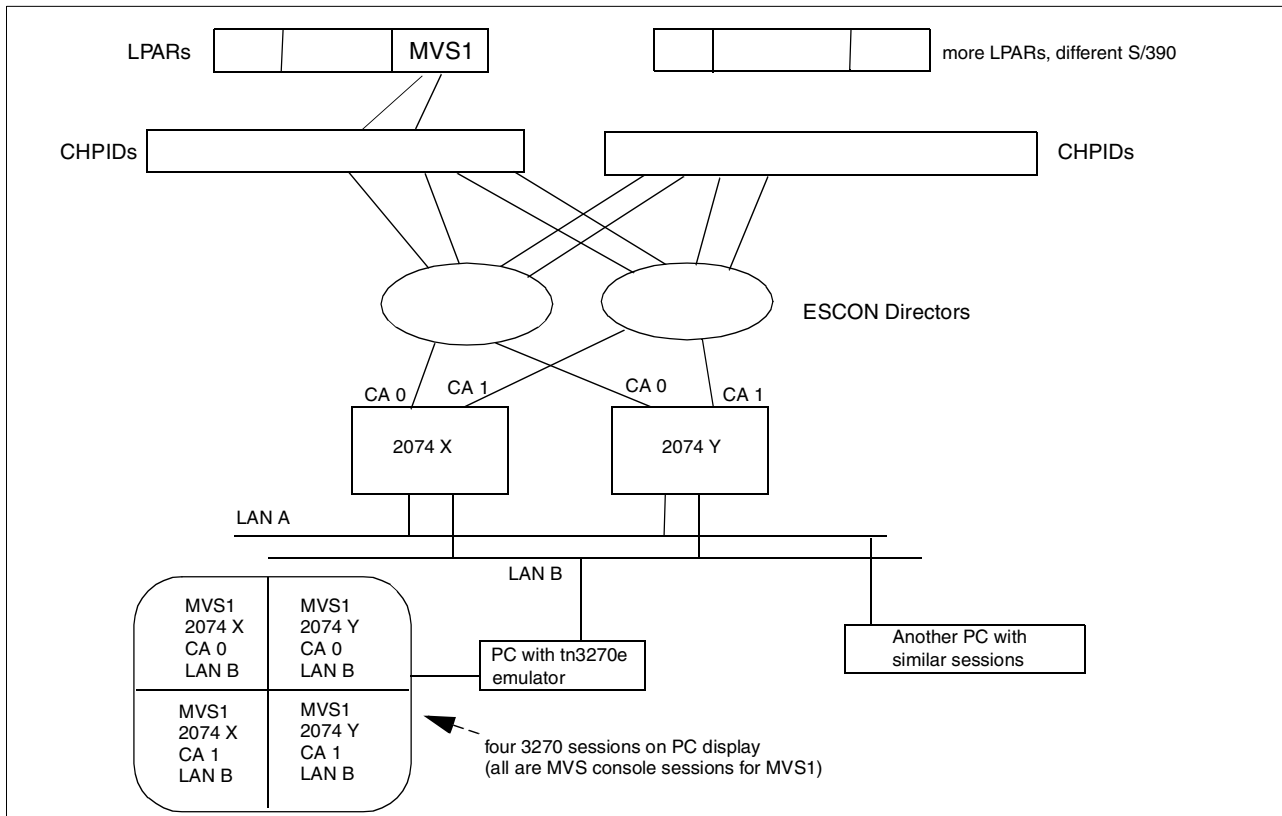 LPARs
MVS1
more LPARs, different S/390
CHPIDs
CHPIDs
ESCON Directors
CA 0
CA 1
CA 0
CA 1
2074 X
2074 Y
LAN A
LAN B
MVS1
2074 X
CA 0
LAN B
MVS1
2074 Y
CA 0
LAN B
MVS1
2074 X
CA 1
LAN B
MVS1
2074 Y
CA 1
LAN B
PC with tn3270e
emulator
Another PC with
similar sessions
four 3270 sessions on PC display
(all are MVS console sessions for MVS1)